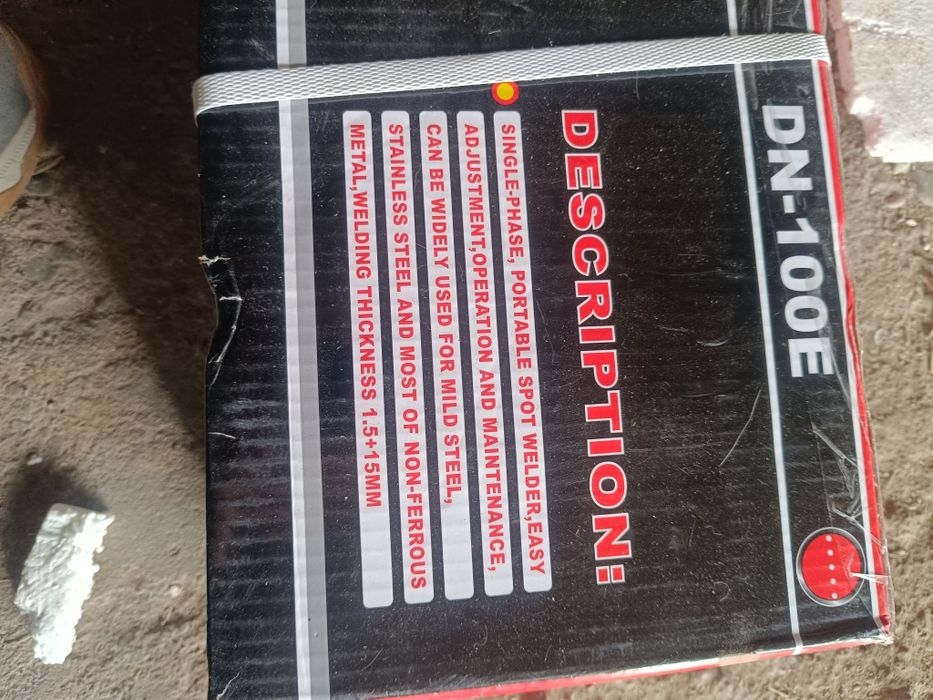 DN-100E
DESCRIPTION:
SINGLE-PHASE, PORTABLE SPOT WELDER,EASY
ADJUSTMENT,OPERATION AND MAINTENANCE,
CAN BE WIDELY USED FOR MILD STEEL,
STAINLESS STEEL AND MOST OF NON-FERROUS
METAL,WELDING THICKNESS 1.5+15MM